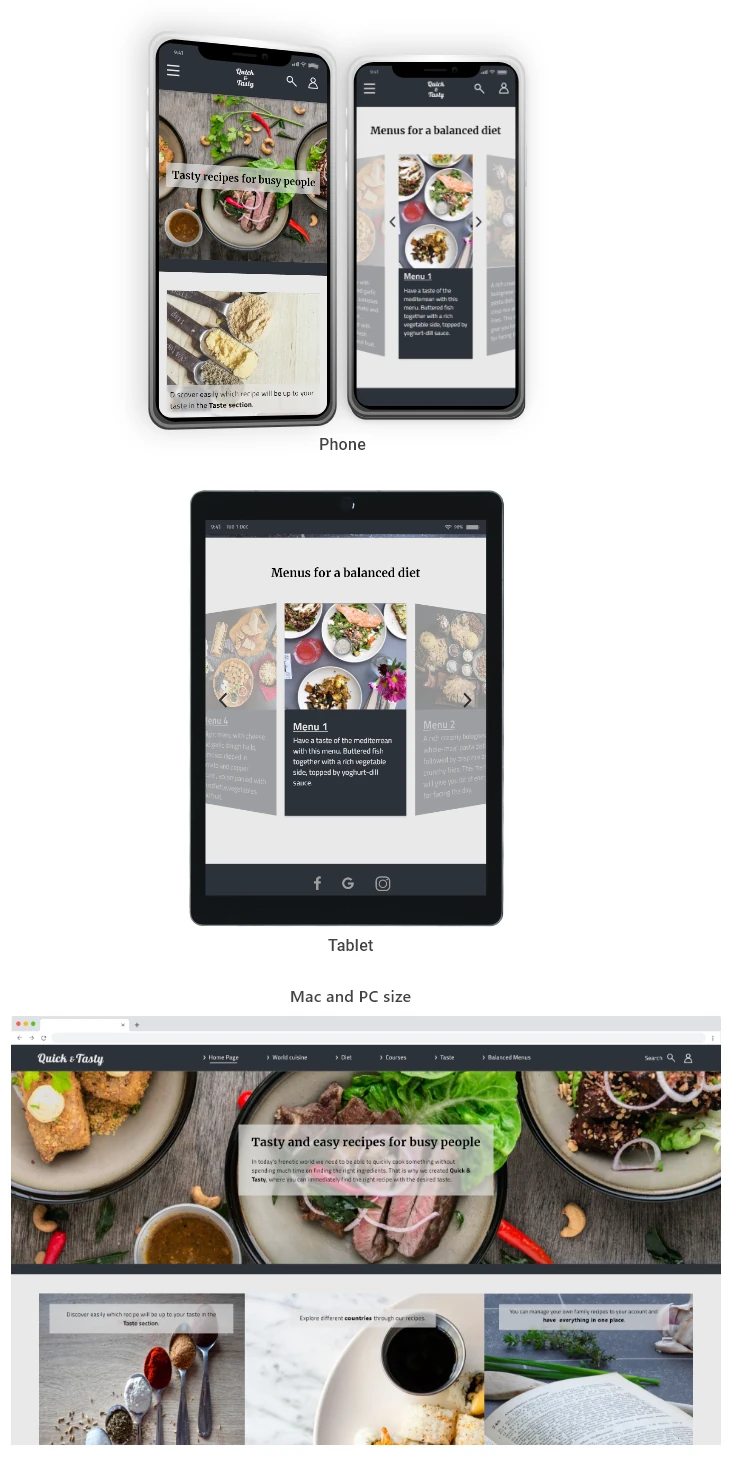 9:41
Quick
&
Tasty
Tasty recipes for busy people
Discover easily which recipe will be up to your
taste in the Taste section.
9:41
Quick
&
Tasty
Menus for a balanced diet
Menu 1
Have a taste of the
mediterrean with this
menu. Buttered fish
together with a rich
vegetable side, topped by
yoghurt-dill sauce.
Phone
9:41
98%
Menus for a balanced diet
Menu 4
Menu 1
Have a taste of the mediterrean
with this menu. Buttered fish
together with a rich vegetable
side, topped by yoghurt-dill
sauce.
Menu 2
Tablet
Mac and PC size
Quick & Tasty
Home Page
World cuisine
Diet
Courses
Taste
Balanced Menus
Search
Tasty and easy recipes for busy people
In today's frenetic world we need to be able to quickly cook something without
spending much time on finding the right ingredients. That is why we created Quick &
Tasty, where you can immediately find the right recipe with the desired taste.
Discover easily which recipe will be up to your taste in the
Taste section.
Explore different countries through our recipes.
You can manage your own family recipes to your account and
have everything in one place.